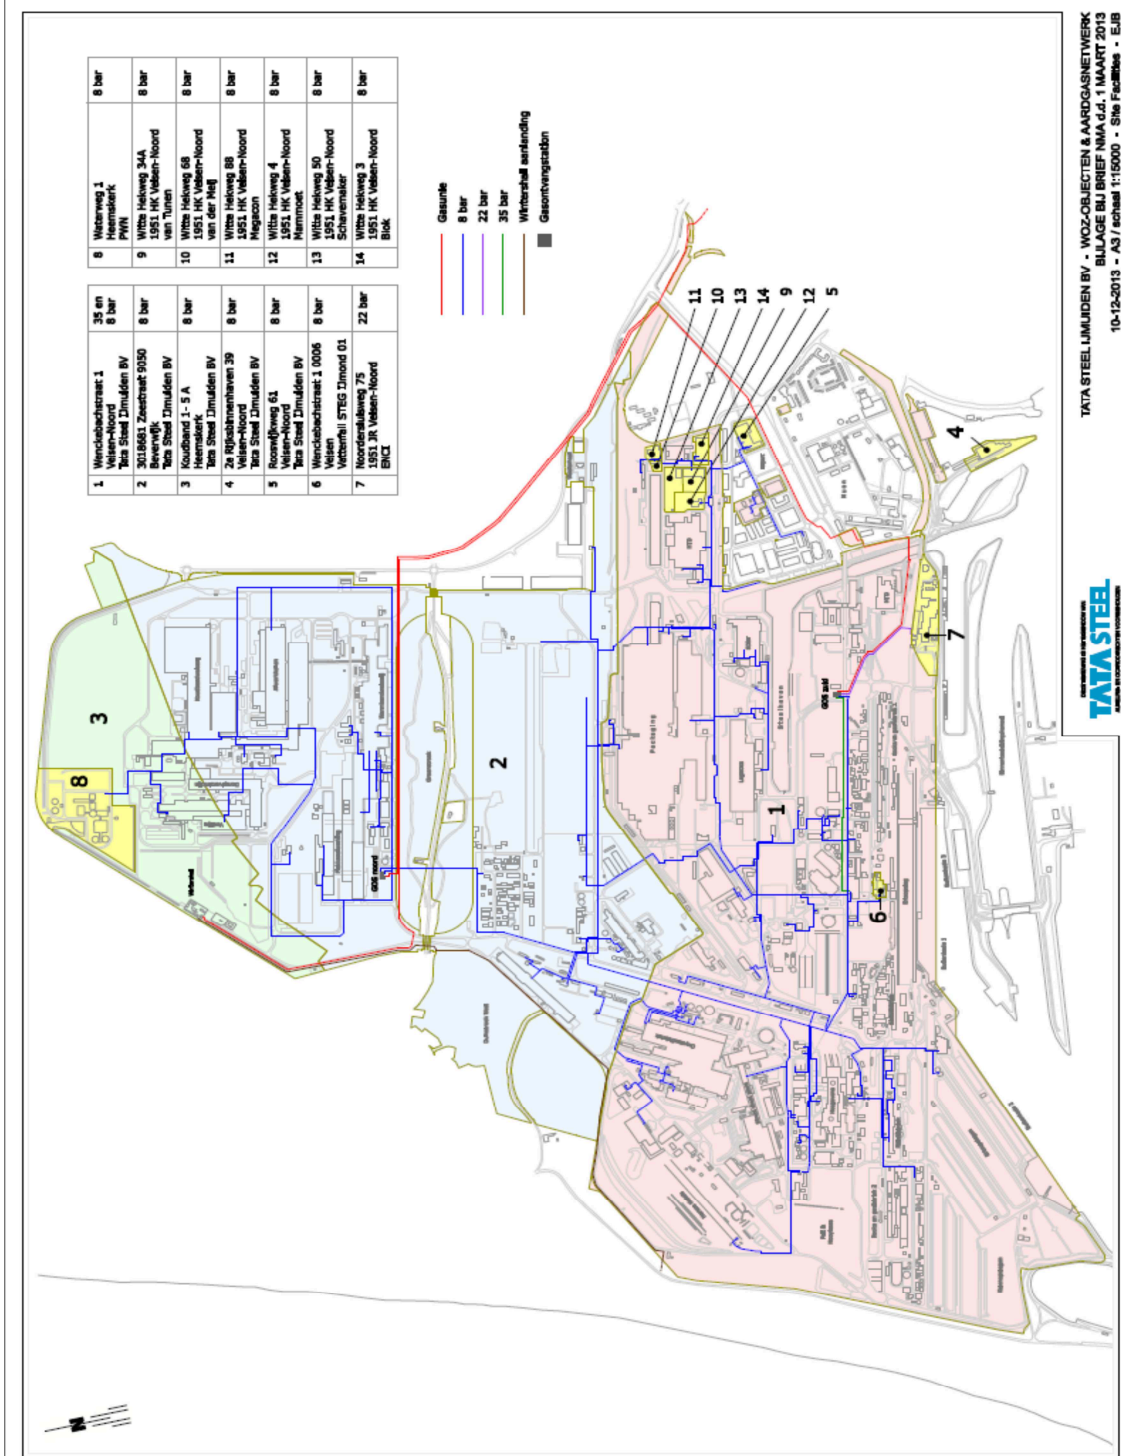 TATA STEEL IJMUIDEN BV - WOZ-OBJECTEN & AARDGASNETWERK
BIJLAGE BIJ BRIEF NMA d.d. 1 MAART 2013
10-12-2013 - A3 / schaal 1:15000 - Site Facilities - EJB
1 Wenckebachstraat 1 35 en
Velsen-Noord 8 bar
Tata Steel IJmuiden BV
2 3018681 Zeestraat 9050 8 bar
Beverwijk
Tata Steel IJmuiden BV
3 Koudband 1 - 5 A 8 bar
Heemskerk
Tata Steel IJmuiden BV
4 2e Rijksbinnenhaven 39 8 bar
Velsen-Noord
Tata Steel IJmuiden BV
5 Rooswijkweg 61 8 bar
Velsen-Noord
Tata Steel IJmuiden BV
6 Wenckebachstraat 1 0006 8 bar
Velsen
Vattenfall STEG IJmond 01
7 Noordersluisweg 75 22 bar
1951 JR Velsen-Noord
ENCI
8 Waterweg 1 8 bar
Heemskerk
PWN
9 Witte Hekweg 34A 8 bar
1951 HK Velsen-Noord
van Tunen
10 Witte Hekweg 68 8 bar
1951 HK Velsen-Noord
van der Meij
11 Witte Hekweg 88 8 bar
1951 HK Velsen-Noord
Megacon
12 Witte Hekweg 4 8 bar
1951 HK Velsen-Noord
Mammoet
13 Witte Hekweg 50 8 bar
1951 HK Velsen-Noord
Schavemaker
14 Witte Hekweg 3 8 bar
1951 HK Velsen-Noord
Blok
Gasunie
8 bar
22 bar
35 bar
Wintershall aanlanding
Gasontvangstation
N
3
8
2
GOS noord
11
10
13
14
9
12
5
4
Packaging
Logistics
Staalhaven
GOS zuid
1
6
7
TATA STEEL